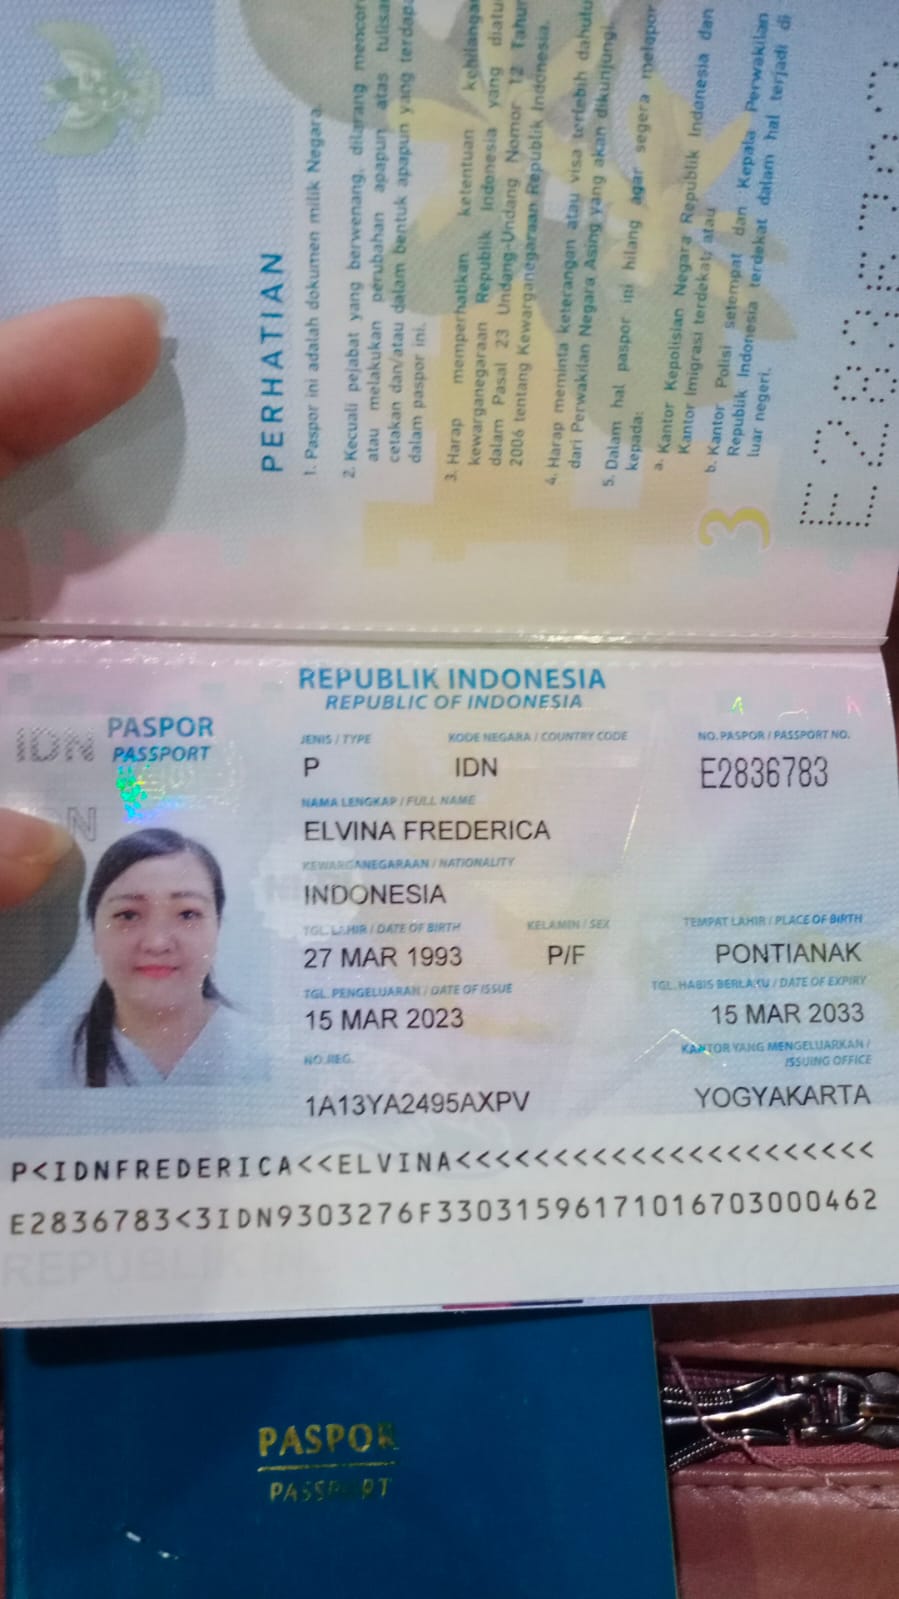 PERHATIAN
1. Paspor ini adalah dokumen milik Negara.
2. Kecuali pejabat yang berwenang, dilarang
atau melakukan perubahan apapun atas
cetakan dan/atau dalam bentuk apapun yang
dalam paspor ini.
3. Harap memperhatikan ketentuan kehilangan
kewarganegaraan Republik Indonesia yang
dalam Pasal 23 Undang-Undang Nomor 12 Tahun
2006 tentang Kewarganegaraan Republik Indonesia.
4. Harap meminta keterangan atau visa terlebih dahulu
dari Perwakilan Negara Asing yang akan dikunjungi.
5. Dalam hal paspor ini hilang agar segera melapor
kepada:
a. Kantor Kepolisian Negara Republik Indonesia dan
Kantor Imigrasi terdekat; atau
b. Kantor Polisi setempat dan Kepala Perwakilan
Republik Indonesia terdekat dalam hal terjadi di
luar negeri.
3
REPUBLIK INDONESIA
REPUBLIC OF INDONESIA
IDN
PASPOR
PASSPORT
JENIS / TYPE KODE NEGARA / COUNTRY CODE NO. PASPOR / PASSPORT NO.
P IDN E2836783
NAMA LENGKAP / FULL NAME
ELVINA FREDERICA
KEWARGANEGARAAN / NATIONALITY
INDONESIA
TGL. LAHIR / DATE OF BIRTH KELAMIN / SEX TEMPAT LAHIR / PLACE OF BIRTH
27 MAR 1993 P/F PONTIANAK
TGL. PENGELUARAN / DATE OF ISSUE TGL. HABIS BERLAKU / DATE OF EXPIRY
15 MAR 2023 15 MAR 2033
NO. REG. KANTOR YANG MENGELUARKAN /
ISSUING OFFICE
1A13YA2495AXPV YOGYAKARTA
P<IDNFREDERICA<<ELVINA<<<<<<<<<<<<<<<<<<<<<<
E2836783<3IDN9303276F3303159617101670300​0462
PASPOR
PASSPORT